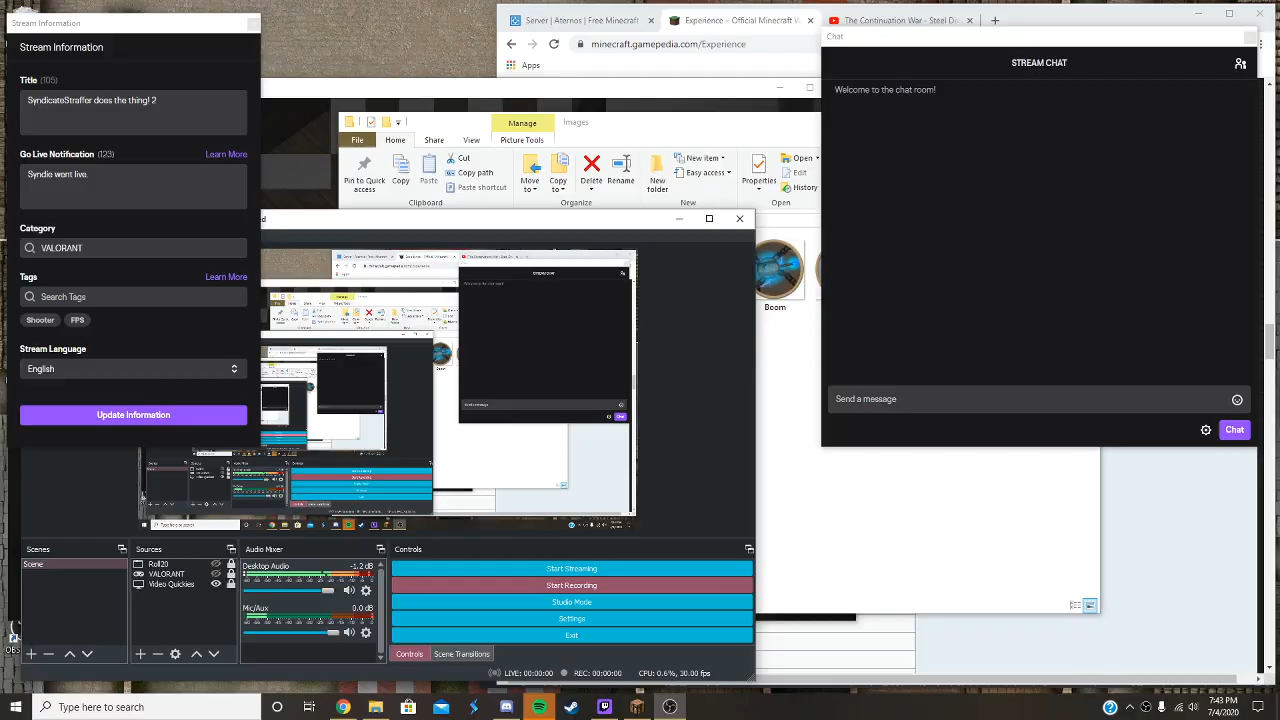 Stream Information
Stream Information
Title (105)
SyndicateStraffer does the thing! 2
Go Live Notification (123)
Learn More
Syndie want live.
Category
VALORANT
Tags
Learn More
Search Tags
Stream Language
English
Update Information
Server | Aternos | Free Minecraft
Experience – Official Minecraft W
The Continuation War - Steel Di
minecraft.gamepedia.com/Experience
Apps
Manage
Images
File
Home
Share
View
Picture Tools
Pin to Quick access
Copy
Paste
Cut
Copy path
Paste shortcut
Clipboard
Move to
Copy to
Delete
Rename
Organize
New folder
New item
Easy access
New
Properties
Open
Edit
History
Open
Boom
Chat
STREAM CHAT
Welcome to the chat room!
Send a message
Chat
Scenes
Scene
Sources
Roll20
VALORANT
Video Quickies
Audio Mixer
Desktop Audio
-1.2 dB
Mic/Aux
0.0 dB
Controls
Start Streaming
Start Recording
Studio Mode
Settings
Exit
Controls
Scene Transitions
LIVE: 00:00:00
REC: 00:00:00
CPU: 0.6%, 30.00 fps
OBS
Type here to search
7:43 PM
7/4/2020